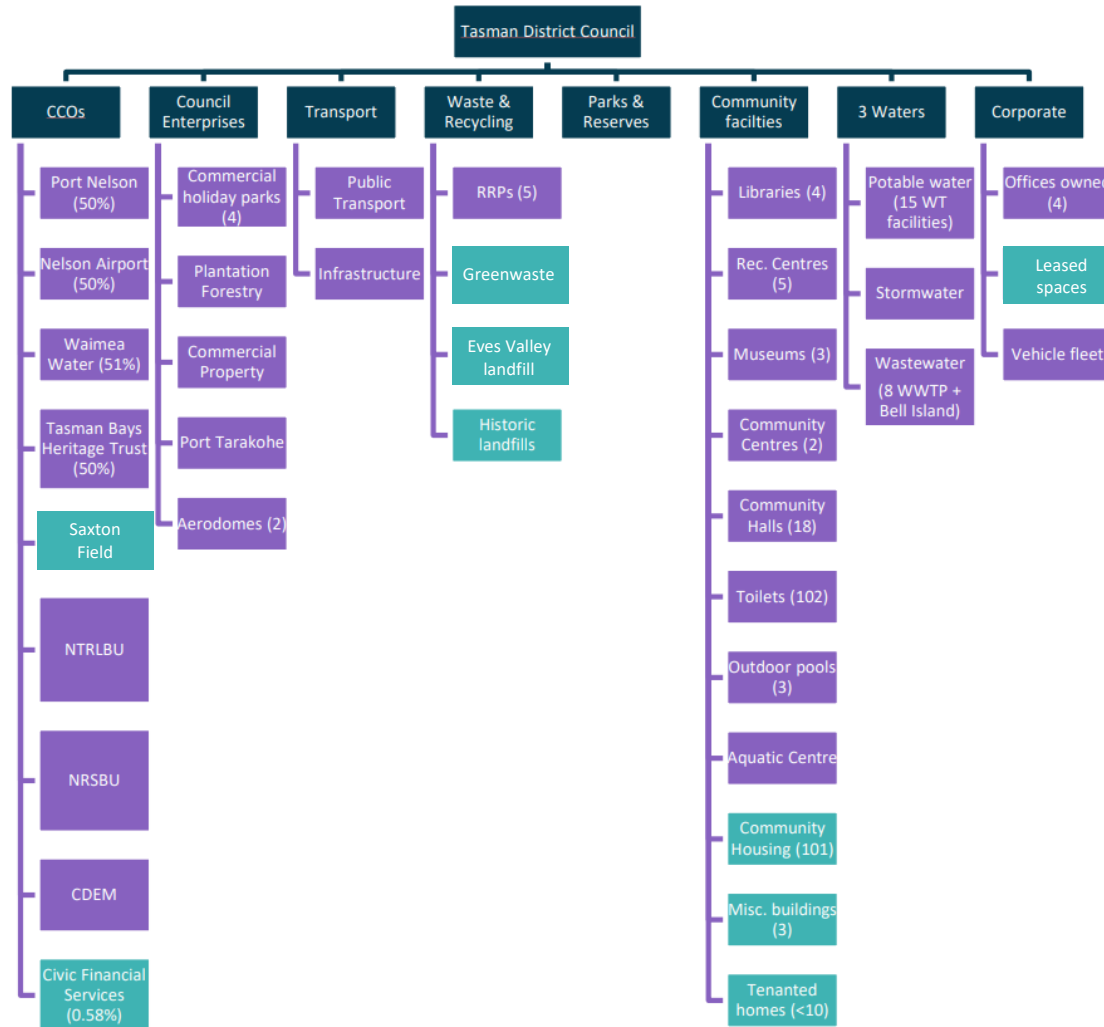 Tasman District Council
CCOs
Council
Enterprises
Transport
Waste &
Recycling
Parks &
Reserves
Community
facilties
3 Waters
Corporate
Port Nelson
(50%)
Nelson Airport
(50%)
Waimea
Water (51%)
Tasman Bays
Heritage Trust
(50%)
Saxton
Field
NTRLBU
NRSBU
CDEM
Civic Financial
Services
(0.58%)
Commercial
holiday parks
(4)
Plantation
Forestry
Commercial
Property
Port Tarakohe
Aerodomes (2)
Public
Transport
Infrastructure
RRPs (5)
Greenwaste
Eves Valley
landfill
Historic
landfills
Libraries (4)
Rec. Centres
(5)
Museums (3)
Community
Centres (2)
Community
Halls (18)
Toilets (102)
Outdoor pools
(3)
Aquatic Centre
Community
Housing (101)
Misc. buildings
(3)
Tenanted
homes (<10)
Potable water
(15 WT
facilities)
Stormwater
Wastewater
(8 WWTP +
Bell Island)
Offices owned
(4)
Leased
spaces
Vehicle fleet